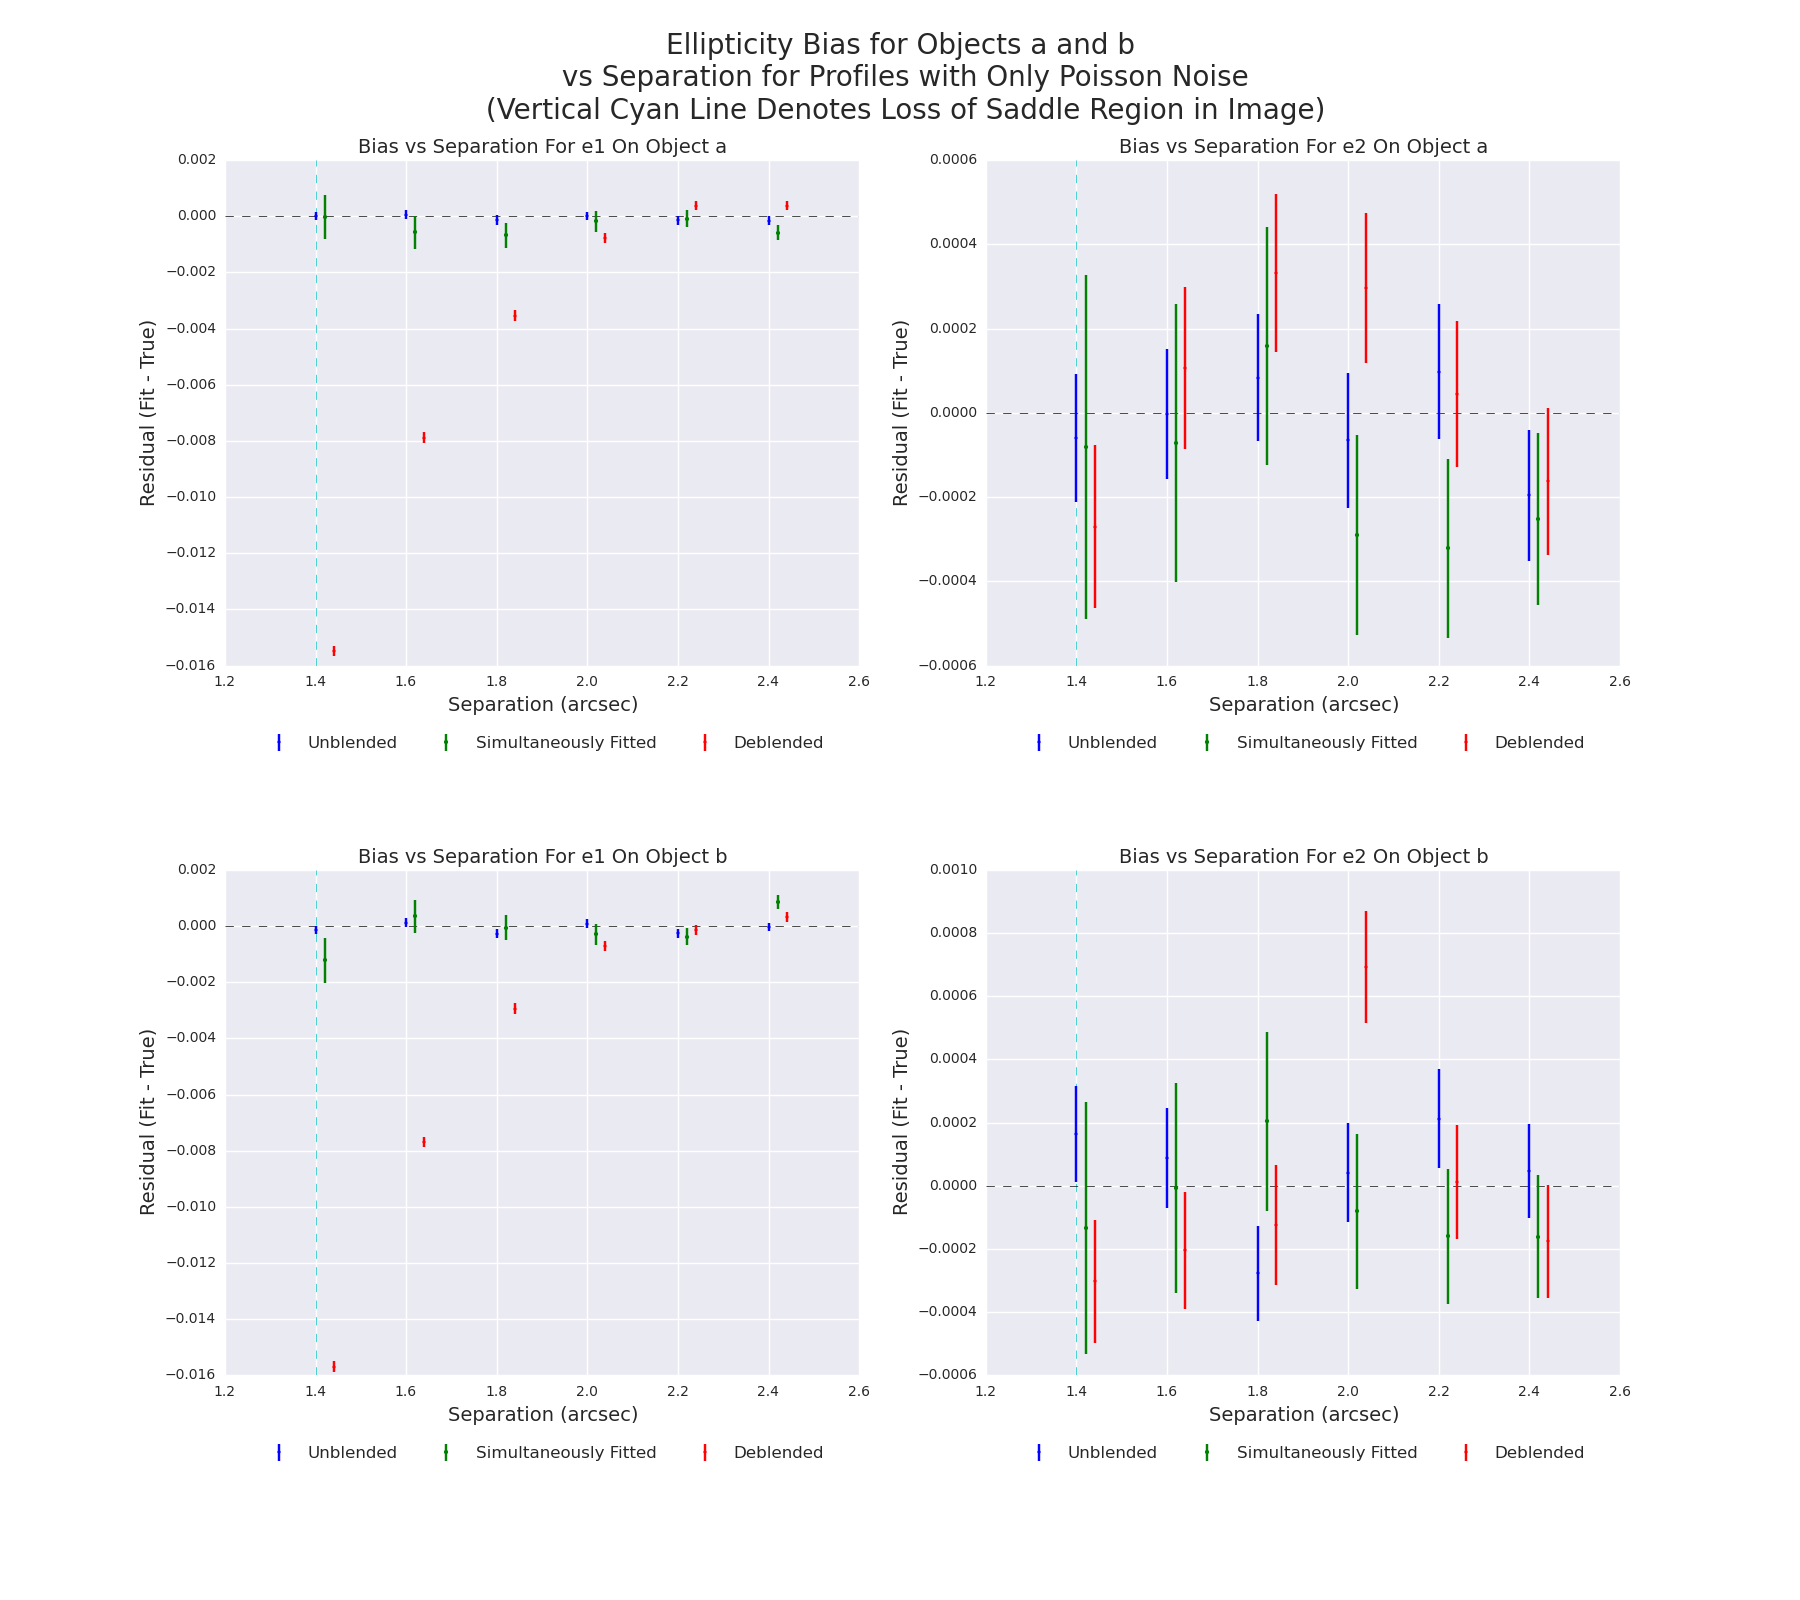 Ellipticity Bias for Objects a and b
vs Separation for Profiles with Only Poisson Noise
(Vertical Cyan Line Denotes Loss of Saddle Region in Image)
Bias vs Separation For e1 On Object a
0.002
0.000
−0.002
−0.004
−0.006
−0.008
−0.010
−0.012
−0.014
−0.016
Residual (Fit - True)
1.2 1.4 1.6 1.8 2.0 2.2 2.4 2.6
Separation (arcsec)
Unblended Simultaneously Fitted Deblended
Bias vs Separation For e2 On Object a
0.0006
0.0004
0.0002
0.0000
−0.0002
−0.0004
−0.0006
Residual (Fit - True)
1.2 1.4 1.6 1.8 2.0 2.2 2.4 2.6
Separation (arcsec)
Unblended Simultaneously Fitted Deblended
Bias vs Separation For e1 On Object b
0.002
0.000
−0.002
−0.004
−0.006
−0.008
−0.010
−0.012
−0.014
−0.016
Residual (Fit - True)
1.2 1.4 1.6 1.8 2.0 2.2 2.4 2.6
Separation (arcsec)
Unblended Simultaneously Fitted Deblended
Bias vs Separation For e2 On Object b
0.0010
0.0008
0.0006
0.0004
0.0002
0.0000
−0.0002
−0.0004
−0.0006
Residual (Fit - True)
1.2 1.4 1.6 1.8 2.0 2.2 2.4 2.6
Separation (arcsec)
Unblended Simultaneously Fitted Deblended